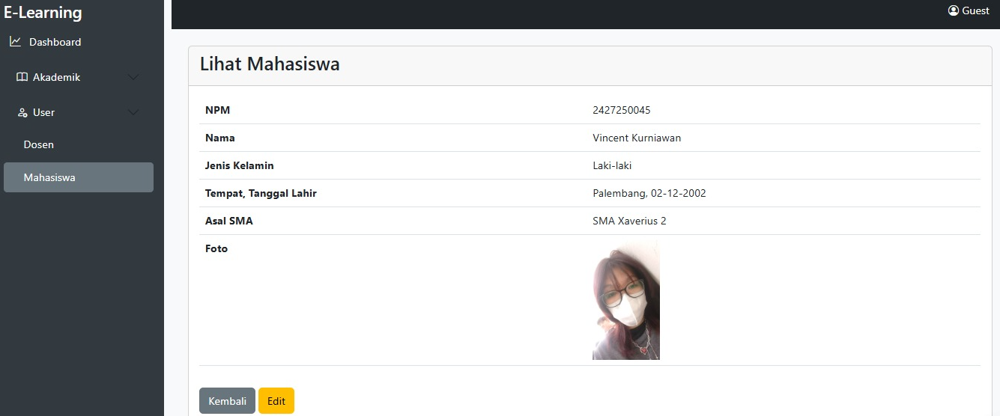 E-Learning
Guest
Dashboard
Akademik
User
Dosen
Mahasiswa
Lihat Mahasiswa
NPM 2427250045
Nama Vincent Kurniawan
Jenis Kelamin Laki-laki
Tempat, Tanggal Lahir Palembang, 02-12-2002
Asal SMA SMA Xaverius 2
Foto
Kembali Edit